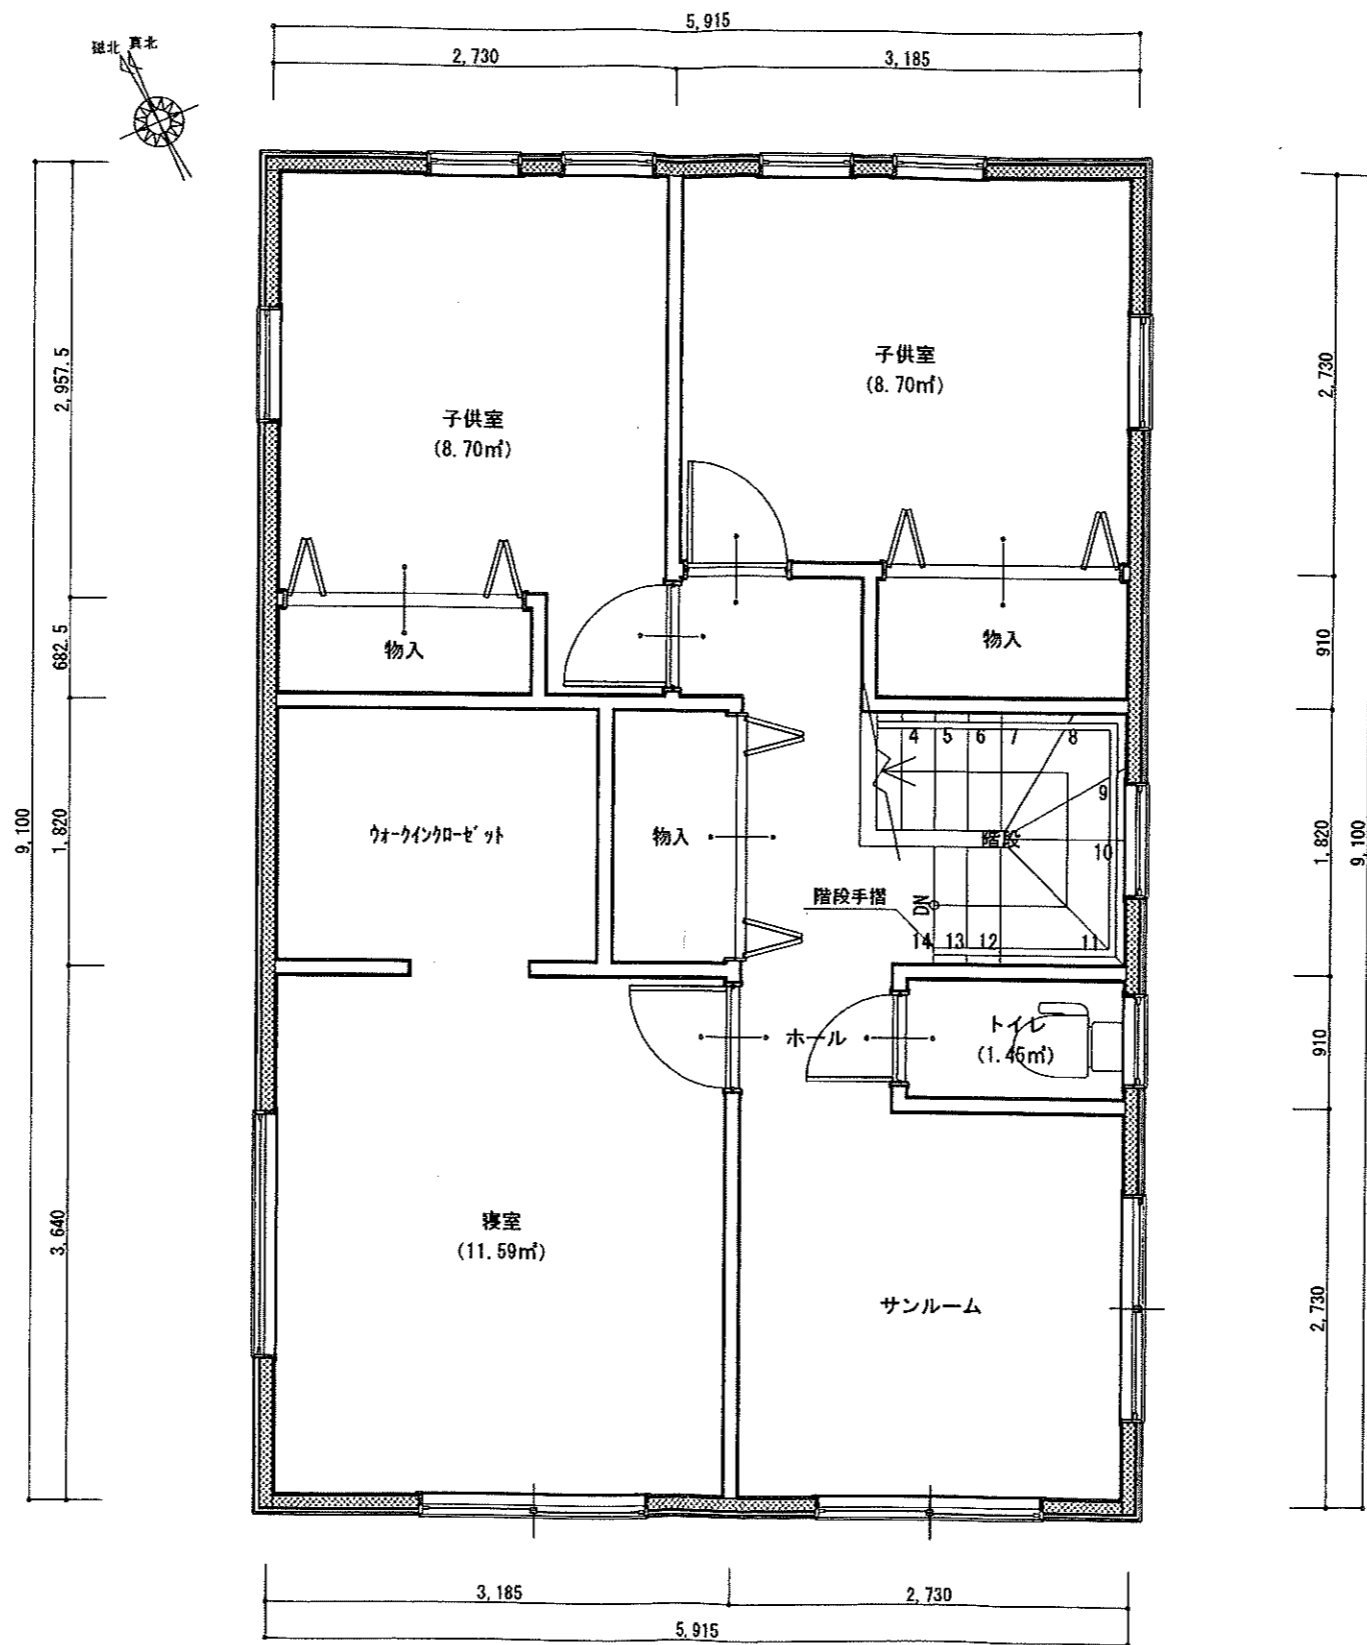 5,915
磁北 真北
2,730
3,185
子供室
(8.70㎡)
子供室
(8.70㎡)
2,957.5
2,730
物入
物入
682.5
910
4 5 6 7 8
9
10
ウォークインクローゼット
物入
階段
階段手摺
DN
14 13 12 11
9,100
1,820
1,820
9,100
ホール
トイレ
(1.45㎡)
910
寝室
(11.59㎡)
3,640
サンルーム
2,730
3,185
2,730
5,915